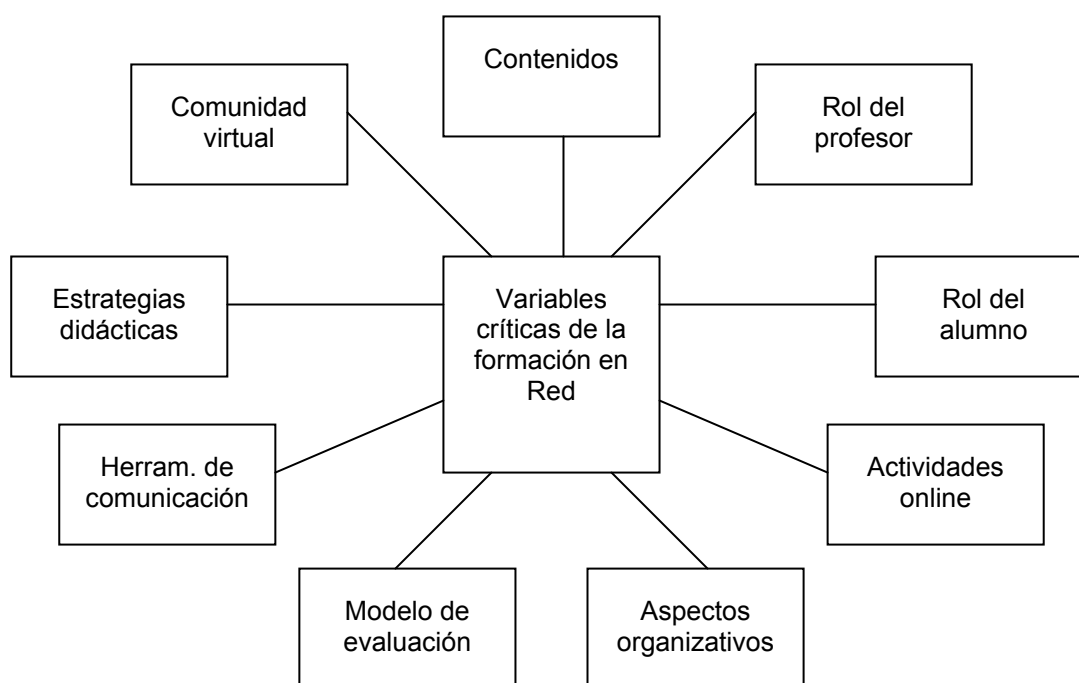 Contenidos
Comunidad
virtual
Rol del
profesor
Estrategias
didácticas
Variables
críticas de la
formación en
Red
Rol del
alumno
Herram. de
comunicación
Actividades
online
Modelo de
evaluación
Aspectos
organizativos